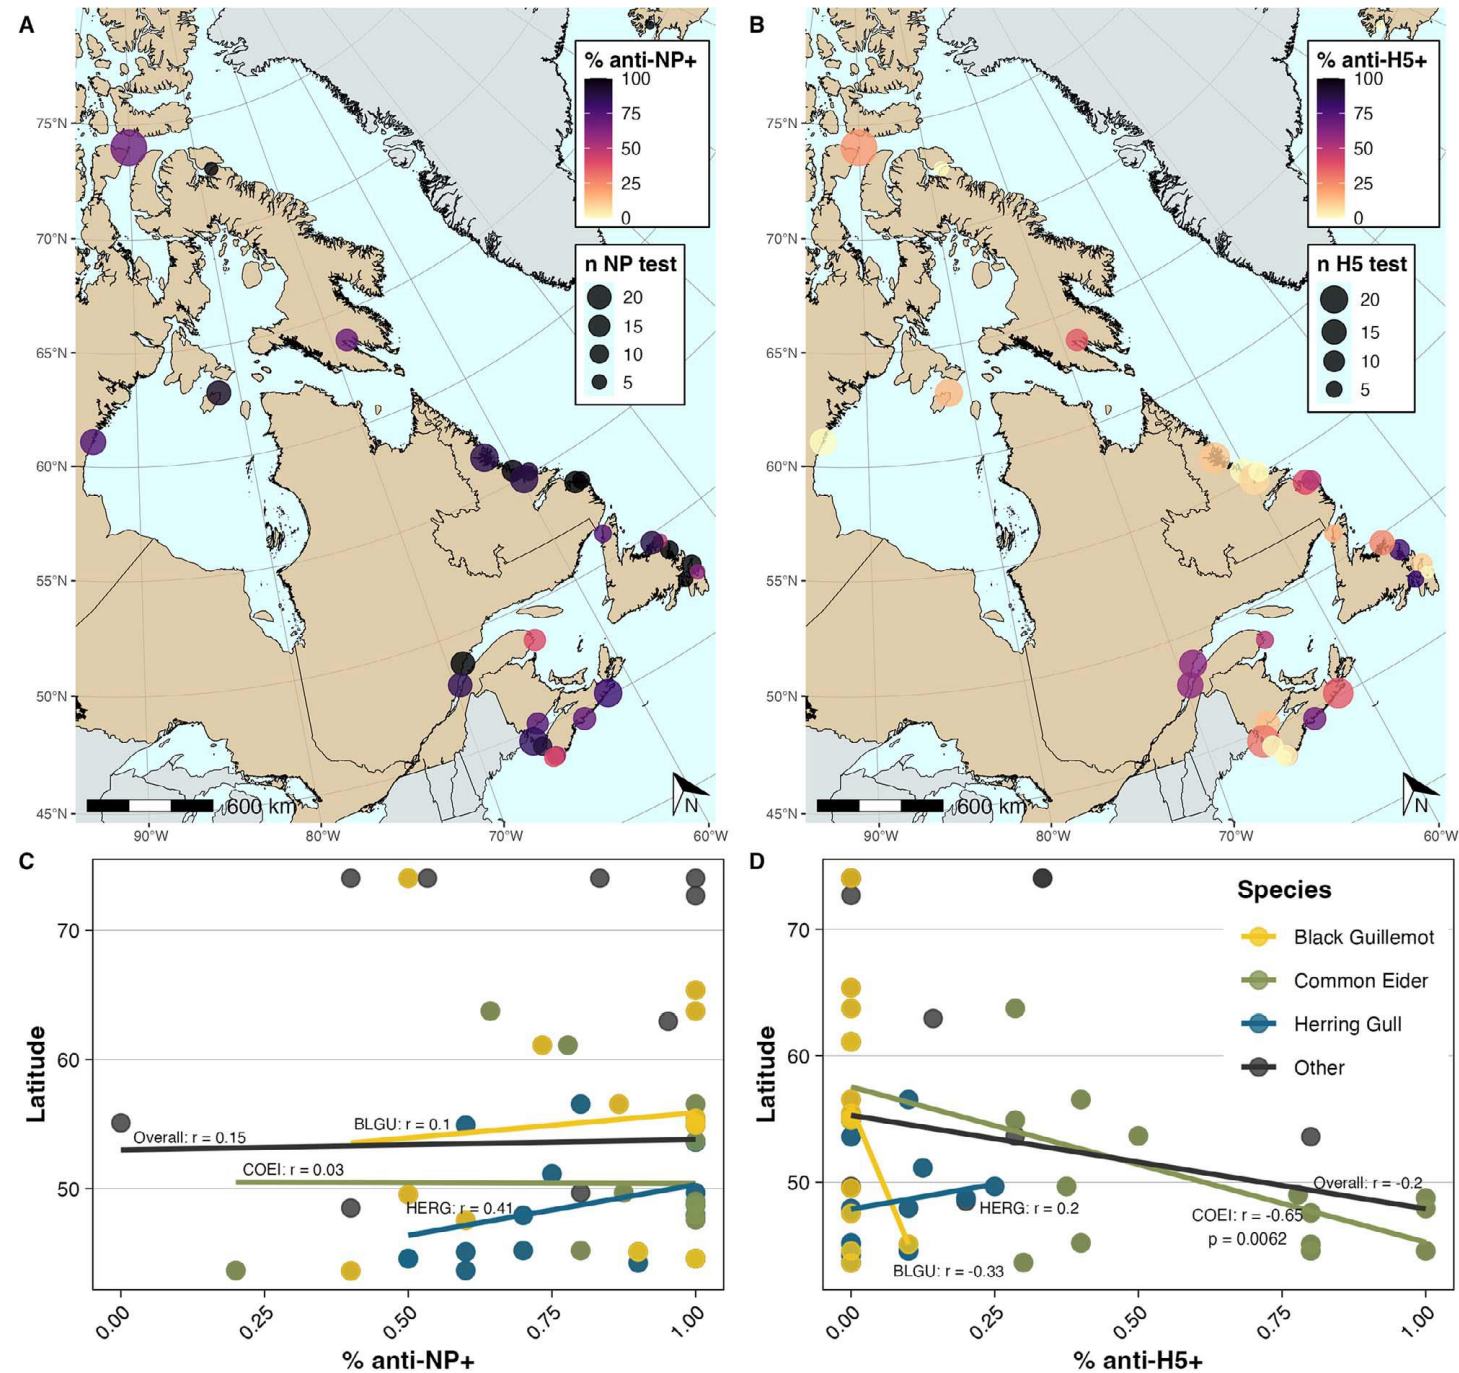 A
% anti-NP+
100
75
50
25
0
n NP test
20
15
10
5
75°N
70°N
65°N
60°N
55°N
50°N
45°N
600 km
N
90°W
80°W
70°W
60°W
B
% anti-H5+
100
75
50
25
0
n H5 test
20
15
10
5
75°N
70°N
65°N
60°N
55°N
50°N
45°N
600 km
N
90°W
80°W
70°W
60°W
C
Latitude
70
60
50
BLGU: r = 0.1
Overall: r = 0.15
COEI: r = 0.03
HERG: r = 0.41
0.00
0.25
0.50
0.75
1.00
% anti-NP+
D
Latitude
70
60
50
Species
Black Guillemot
Common Eider
Herring Gull
Other
Overall: r = -0.2
HERG: r = 0.2
COEI: r = -0.65
p = 0.0062
BLGU: r = -0.33
0.00
0.25
0.50
0.75
1.00
% anti-H5+